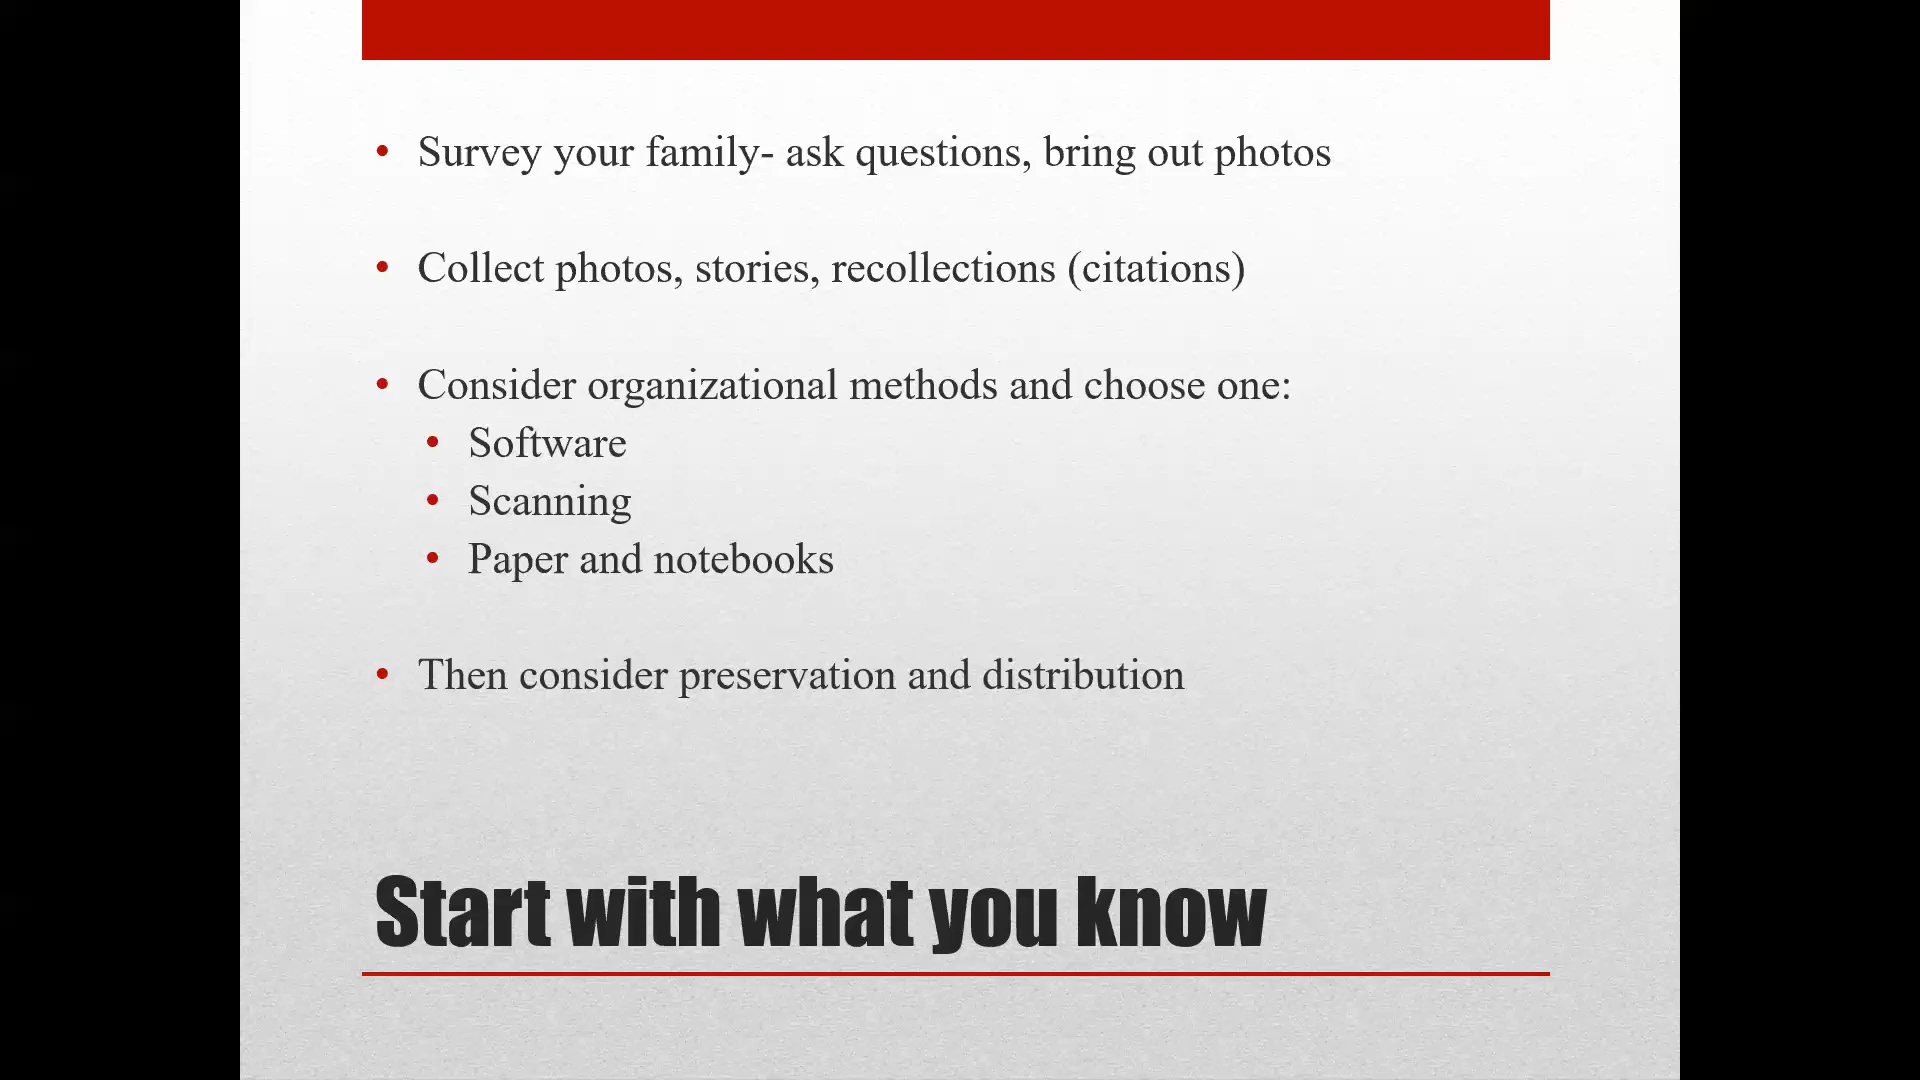 • Survey your family- ask questions, bring out photos
• Collect photos, stories, recollections (citations)
• Consider organizational methods and choose one:
• Software
• Scanning
• Paper and notebooks
• Then consider preservation and distribution
Start with what you know